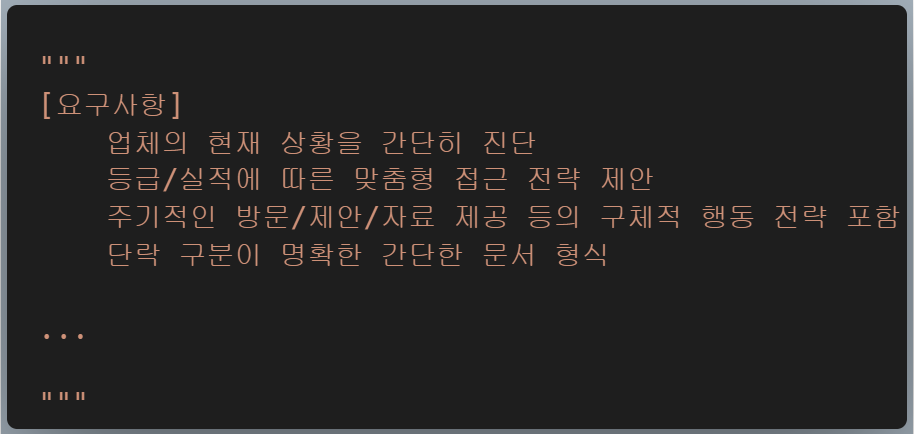 """
[요구사항]
업체의 현재 상황을 간단히 진단
등급/실적에 따른 맞춤형 접근 전략 제안
주기적인 방문/제안/자료 제공 등의 구체적 행동 전략 포함
단락 구분이 명확한 간단한 문서 형식
...
"""